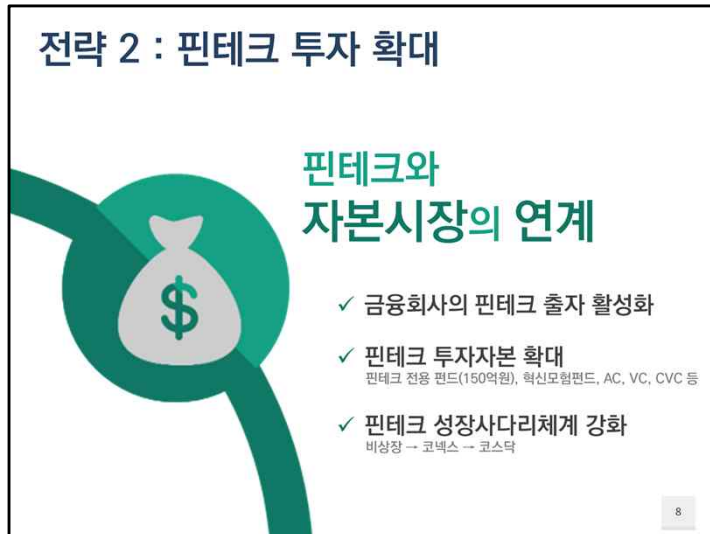 전략 2 : 핀테크 투자 확대
핀테크와
자본시장의 연계
$
✓ 금융회사의 핀테크 출자 활성화
✓ 핀테크 투자자본 확대
핀테크 전용 펀드(150억원), 혁신모험펀드, AC, VC, CVC 등
✓ 핀테크 성장사다리체계 강화
비상장 → 코넥스 → 코스닥
8